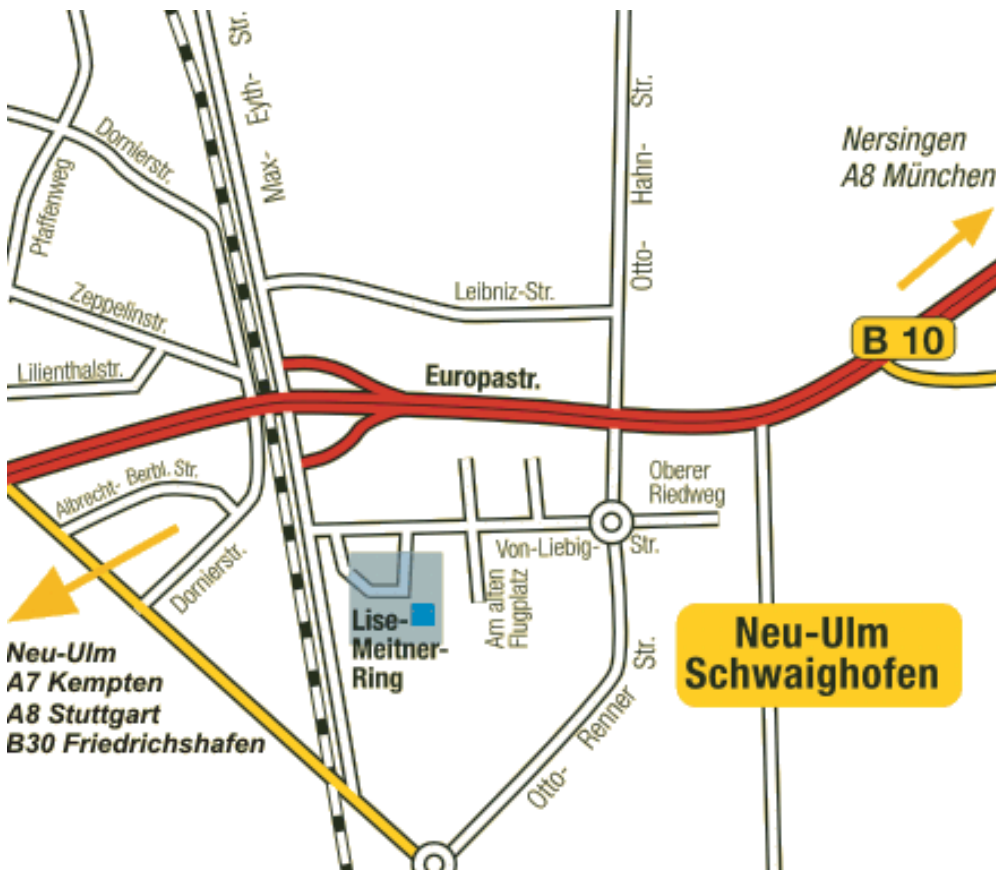 Max- Eyth- Str.
Otto- Hahn- Str.
Dornierstr.
Pfaffenweg
Nersingen
A8 München
Zeppelinstr.
Leibniz-Str.
B 10
Lilienthalstr.
Europastr.
Albrecht- Berbl. Str.
Oberer
Riedweg
Von-Liebig- Str.
Dornierstr.
Am alten
Flugplatz
Lise-
Meitner-
Ring
Neu-Ulm
Schwaighofen
Neu-Ulm
A7 Kempten
A8 Stuttgart
B30 Friedrichshafen
Otto- Renner Str.